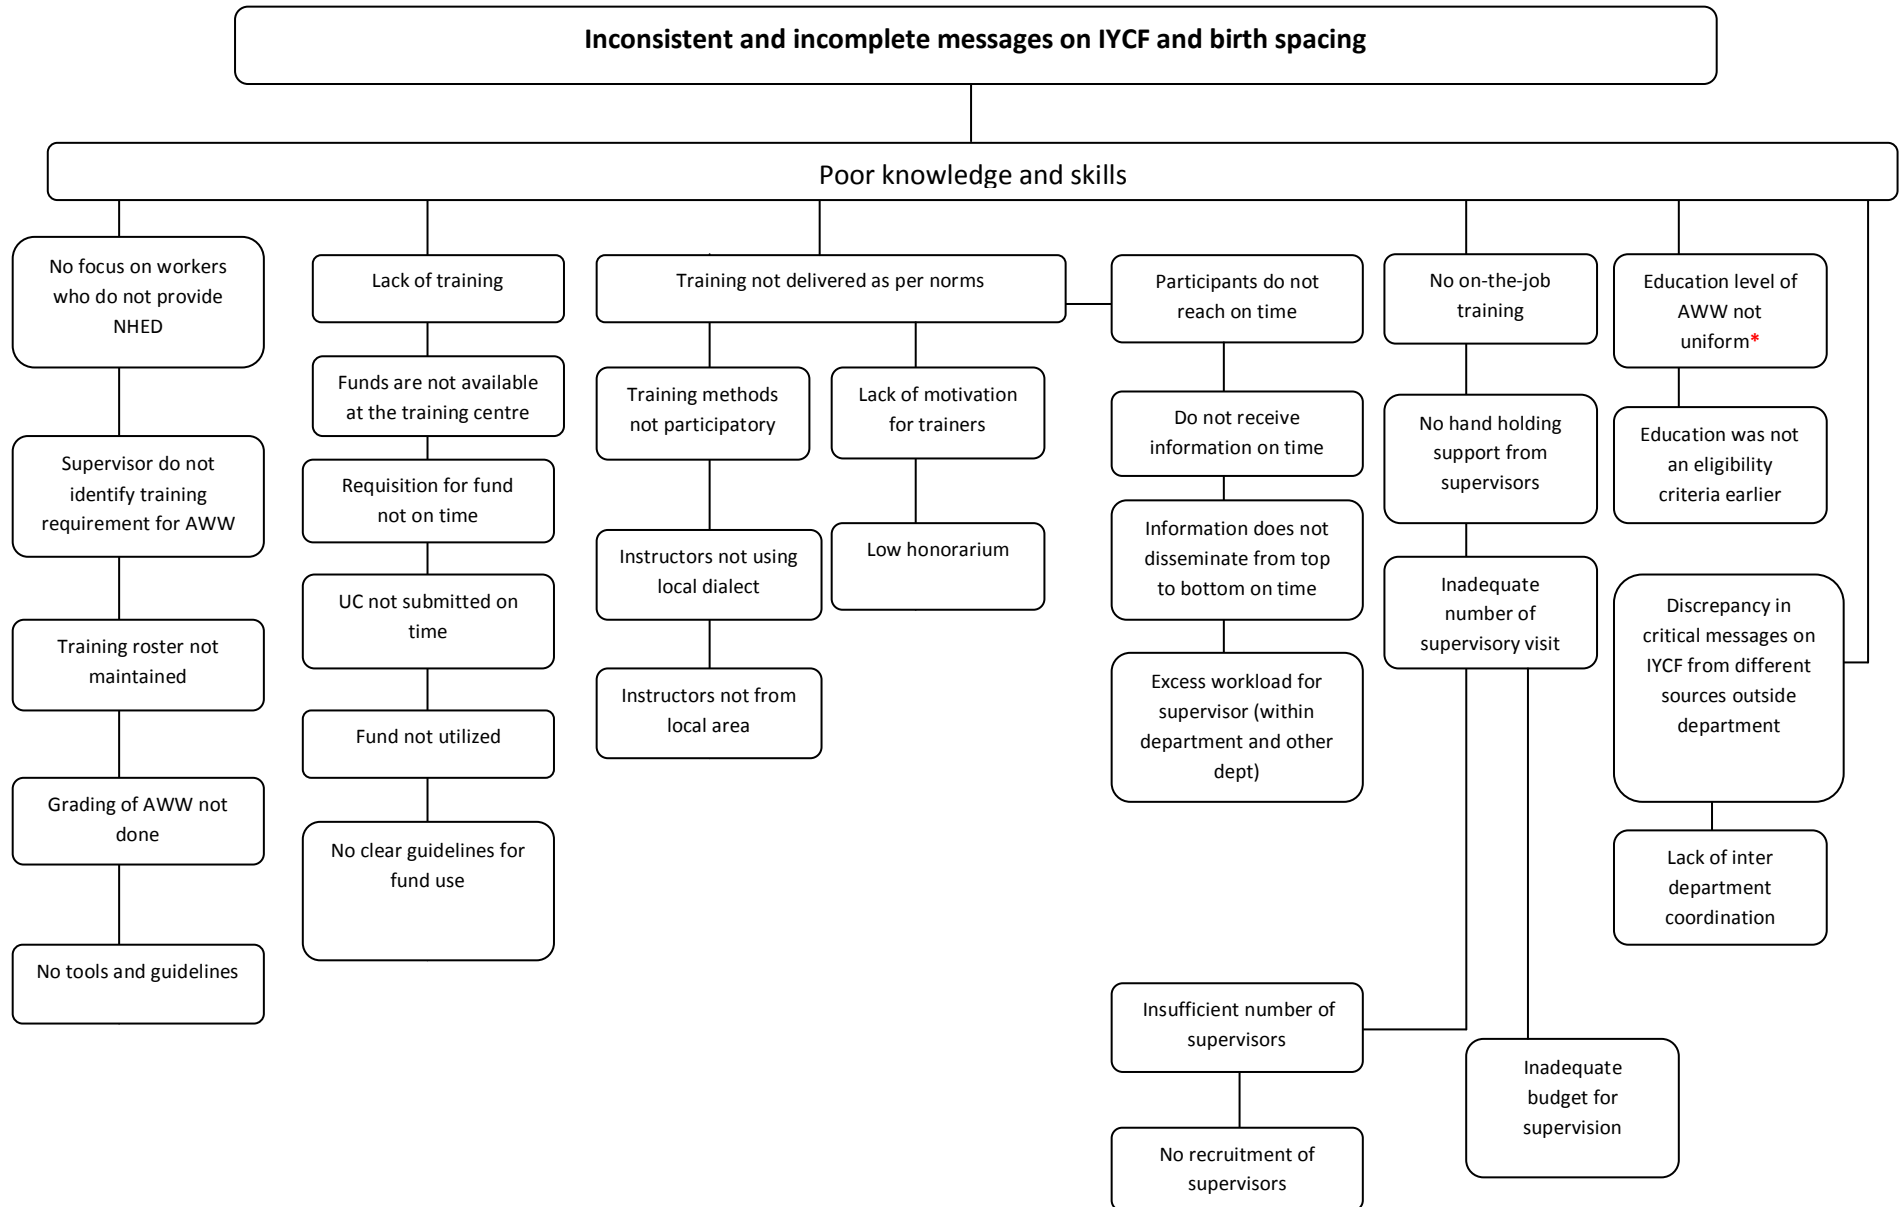 Inconsistent and incomplete messages on IYCF and birth spacing
Poor knowledge and skills
No focus on workers
who do not provide
NHED
Supervisor do not
identify training
requirement for AWW
Training roster not
maintained
Grading of AWW not
done
No tools and guidelines
Lack of training
Funds are not available
at the training centre
Requisition for fund
not on time
UC not submitted on
time
Fund not utilized
No clear guidelines for
fund use
Training not delivered as per norms
Training methods
not participatory
Instructors not using
local dialect
Instructors not from
local area
Lack of motivation
for trainers
Low honorarium
Participants do not
reach on time
Do not receive
information on time
Information does not
disseminate from top
to bottom on time
Excess workload for
supervisor (within
department and other
dept)
No on-the-job
training
No hand holding
support from
supervisors
Inadequate
number of
supervisory visit
Insufficient number of
supervisors
No recruitment of
supervisors
Inadequate
budget for
supervision
Education level of
AWW not
uniform*
Education was not
an eligibility
criteria earlier
Discrepancy in
critical messages on
IYCF from different
sources outside
department
Lack of inter
department
coordination